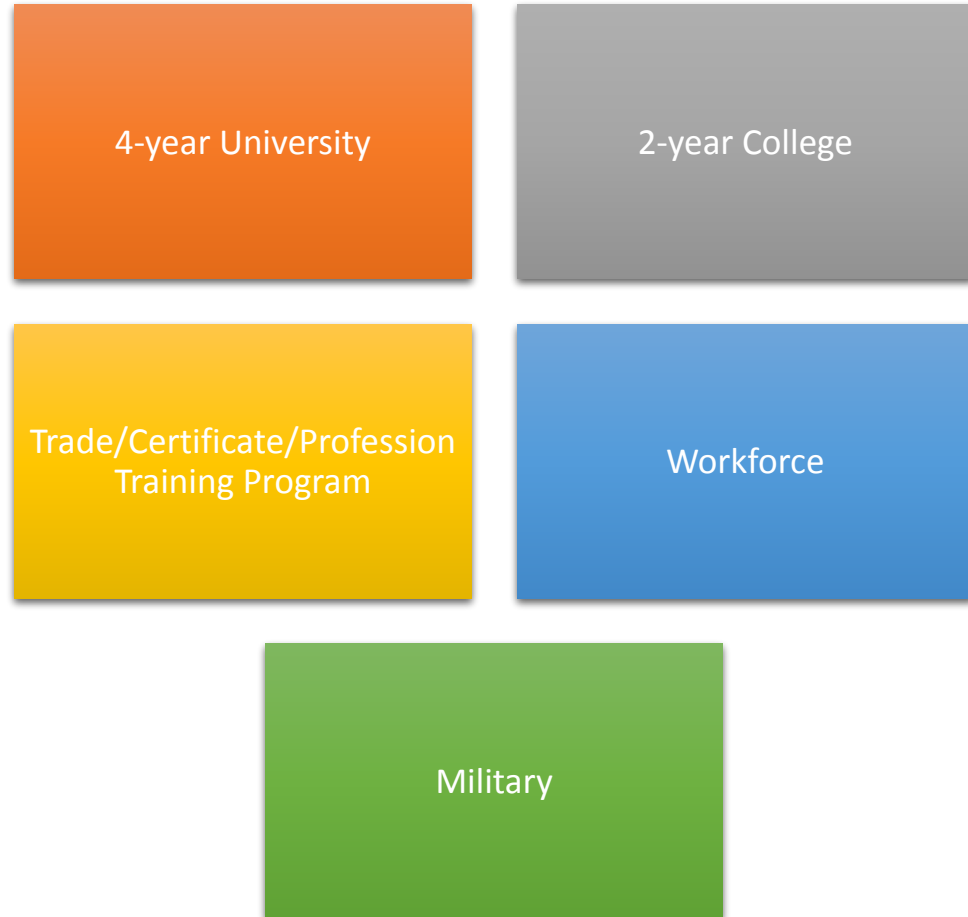 4-year University
2-year College
Trade/Certificate/Profession
Training Program
Workforce
Military